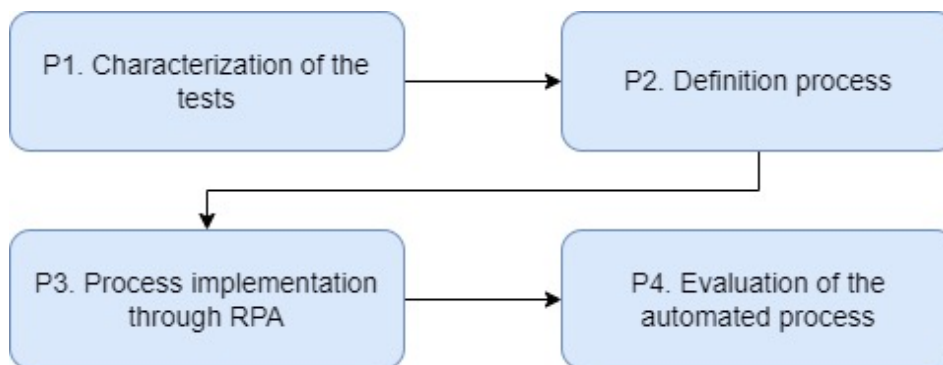 P1. Characterization of the
tests
P2. Definition process
P3. Process implementation
through RPA
P4. Evaluation of the
automated process